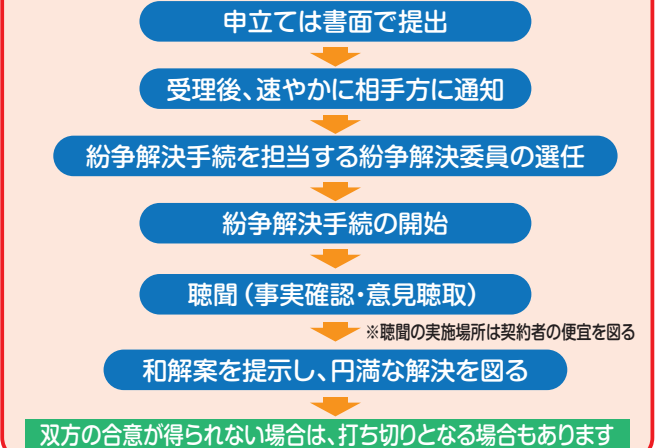 申立ては書面で提出
受理後、速やかに相手方に通知
紛争解決手続を担当する紛争解決委員の選任
紛争解決手続の開始
聴聞（事実確認・意見聴取）
※聴聞の実施場所は契約者の便宜を図る
和解案を提示し、円満な解決を図る
双方の合意が得られない場合は、打ち切りとなる場合もあります